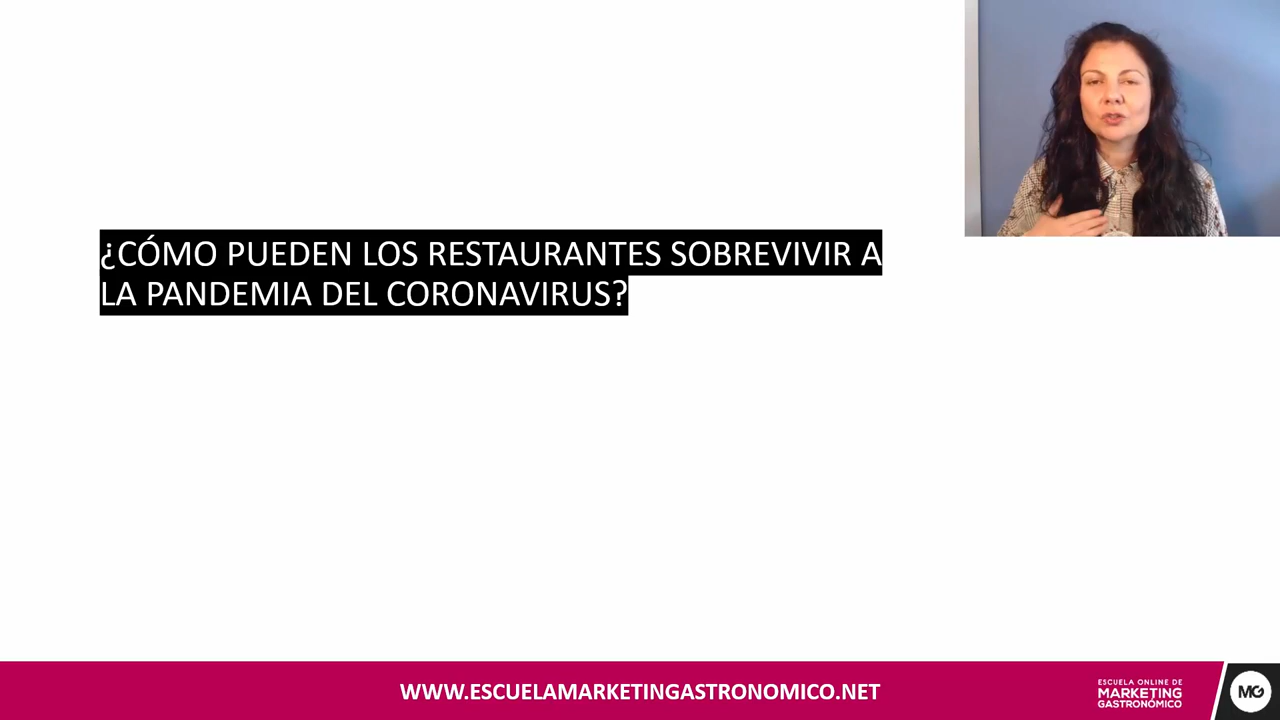 ¿CÓMO PUEDEN LOS RESTAURANTES SOBREVIVIR A
LA PANDEMIA DEL CORONAVIRUS?
WWW.ESCUELAMARKETINGASTRONOMICO.NET
ESCUELA ONLINE DE
MARKETING
GASTRONÓMICO
MG